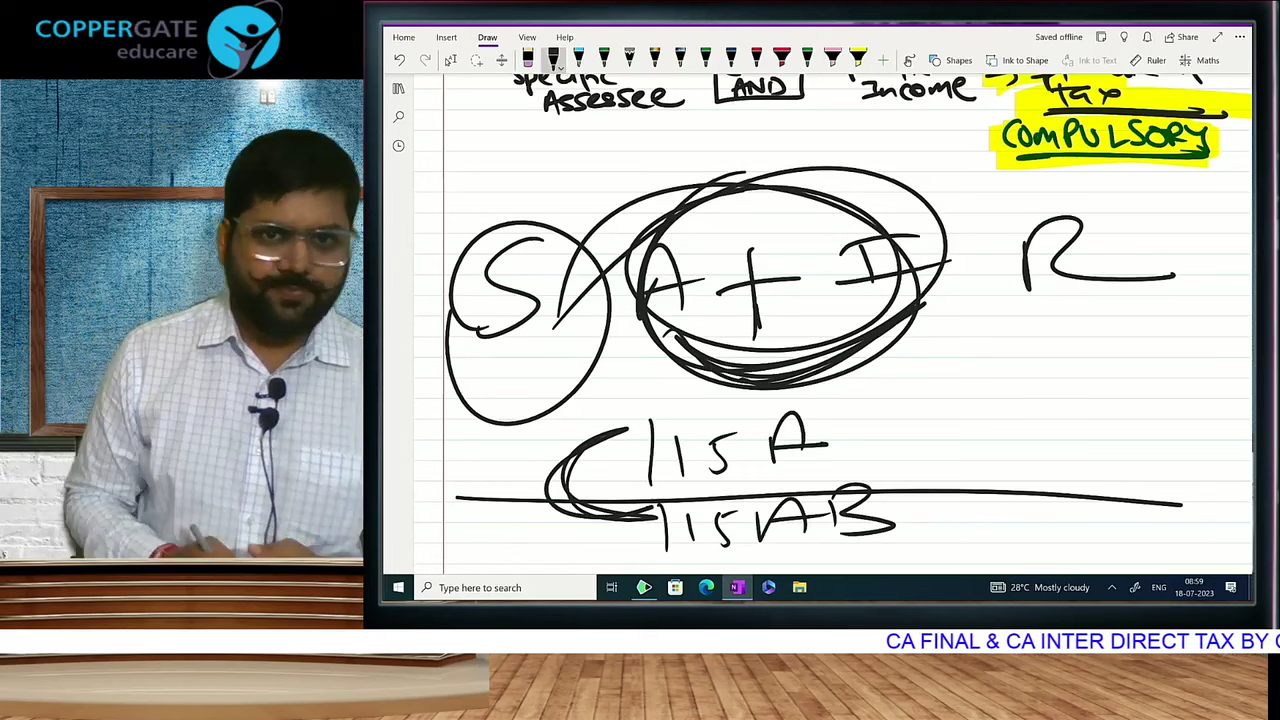 COPPERGATE
educare
Home Insert Draw View Help
Saved offline
Share
Shapes
Ink to Shape
Ink to Text
Ruler
Maths
Specific
Assessee
AND
Income
tax
COMPULSORY
S A + I R
115 A
115AB
Type here to search
28°C Mostly cloudy
ENG
08:59
18-07-2023
CA FINAL & CA INTER DIRECT TAX BY